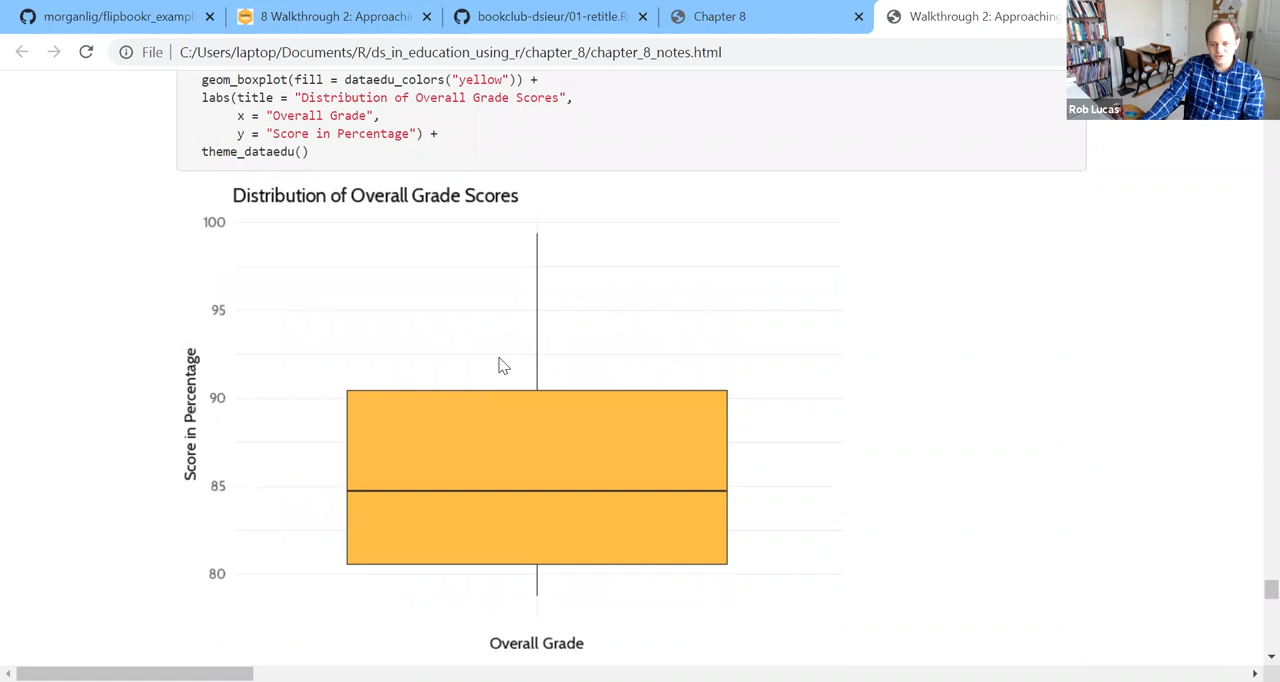 morganlig/flipbookr_exampl
8 Walkthrough 2: Approachin
bookclub-dsieur/01-retitle.R
Chapter 8
Walkthrough 2: Approaching
File | C:/Users/laptop/Documents/R/ds_in_education_using_r/chapter_8/chapter_8_notes.html
Rob Lucas
geom_boxplot(fill = dataedu_colors("yellow")) +
labs(title = "Distribution of Overall Grade Scores",
x = "Overall Grade",
y = "Score in Percentage") +
theme_dataedu()
Distribution of Overall Grade Scores
100
95
90
85
80
Score in Percentage
Overall Grade